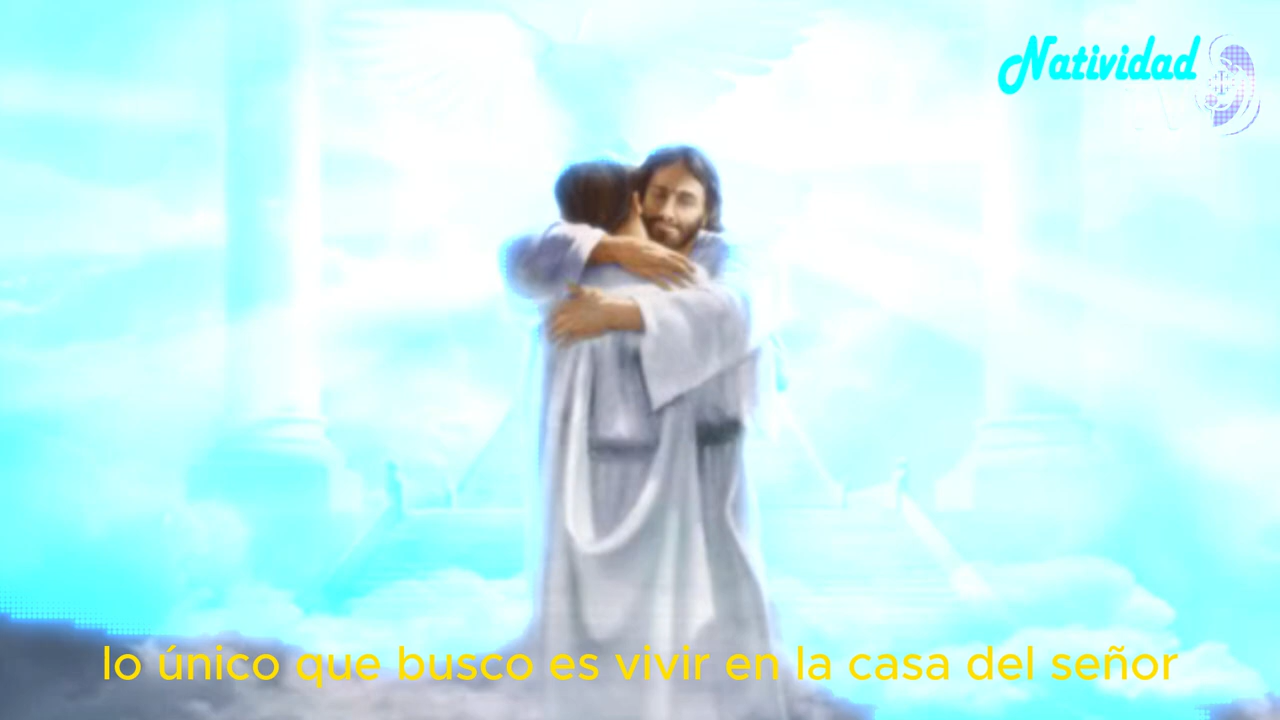 Natividad
lo único que busco es vivir en la casa del señor